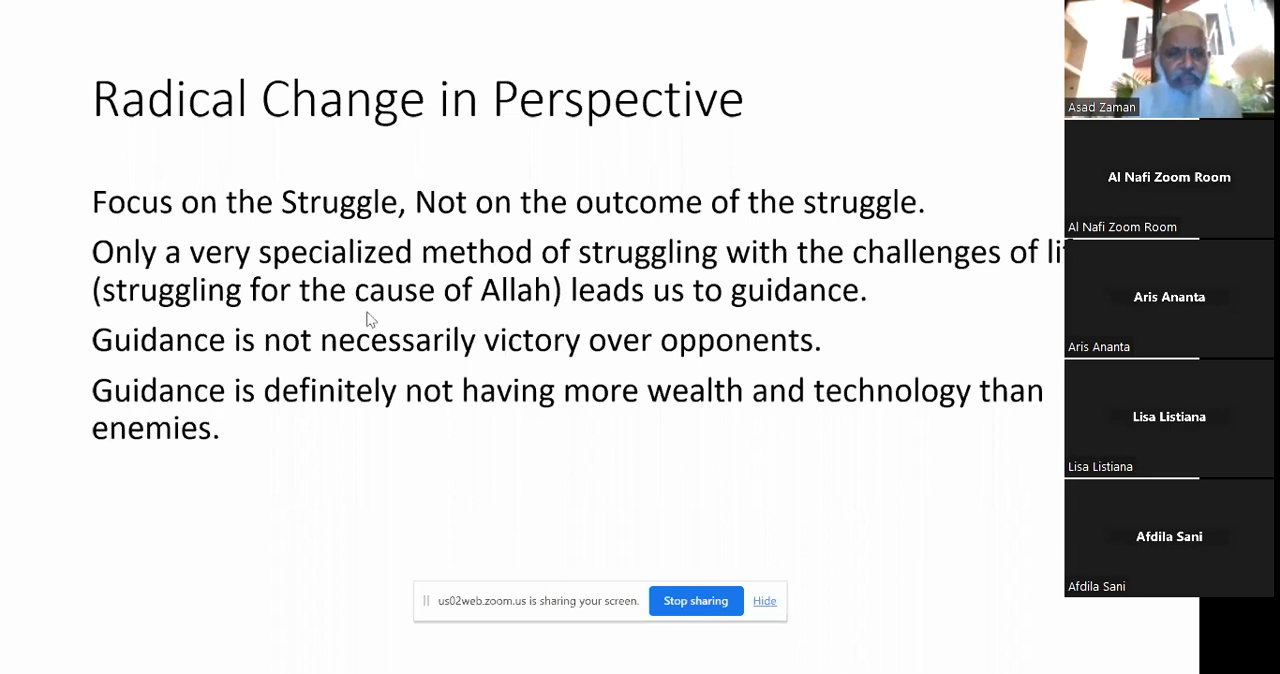 Radical Change in Perspective
Focus on the Struggle, Not on the outcome of the struggle.
Only a very specialized method of struggling with the challenges of
(struggling for the cause of Allah) leads us to guidance.
Guidance is not necessarily victory over opponents.
Guidance is definitely not having more wealth and technology than
enemies.
us02web.zoom.us is sharing your screen. Stop sharing Hide
Asad Zaman
Al Nafi Zoom Room
Al Nafi Zoom Room
Aris Ananta
Aris Ananta
Lisa Listiana
Lisa Listiana
Afdila Sani
Afdila Sani